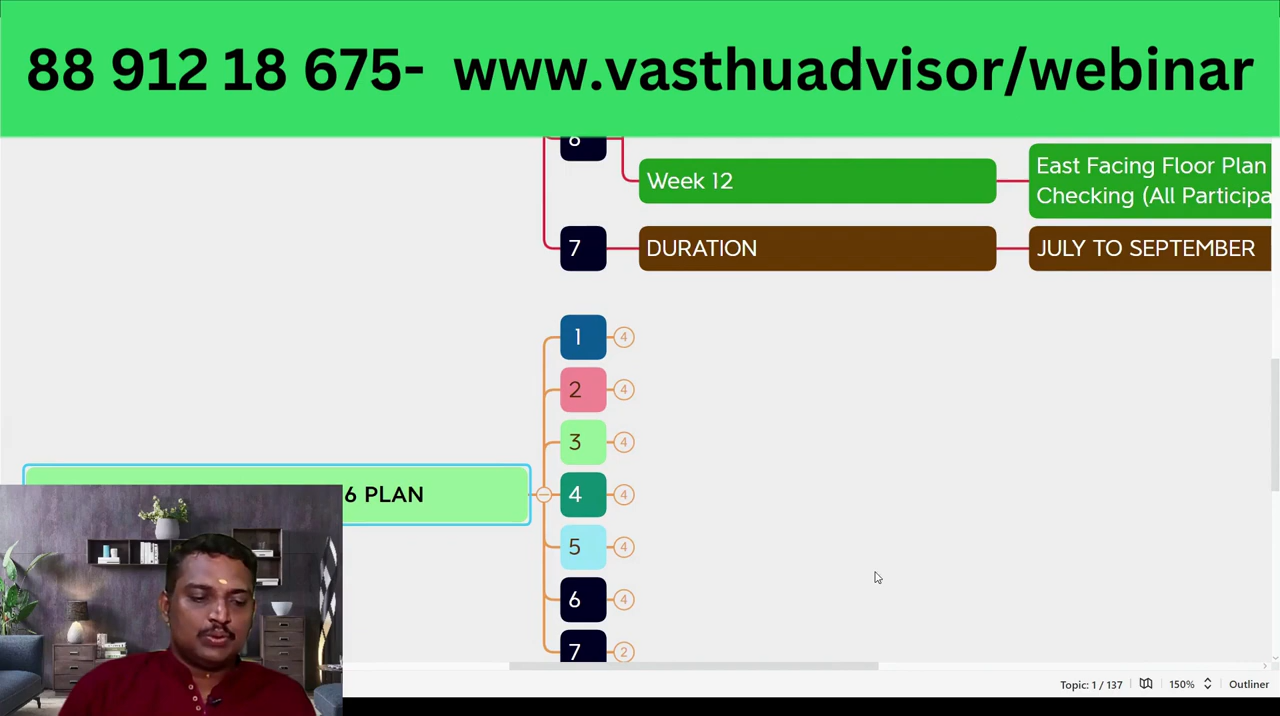 88 912 18 675- www.vasthuadvisor/webinar
Week 12
East Facing Floor Plan
Checking (All Participa
7
DURATION
JULY TO SEPTEMBER
1
4
2
4
3
4
6 PLAN
4
4
5
4
6
4
7
2
Topic: 1 / 137
150%
Outliner